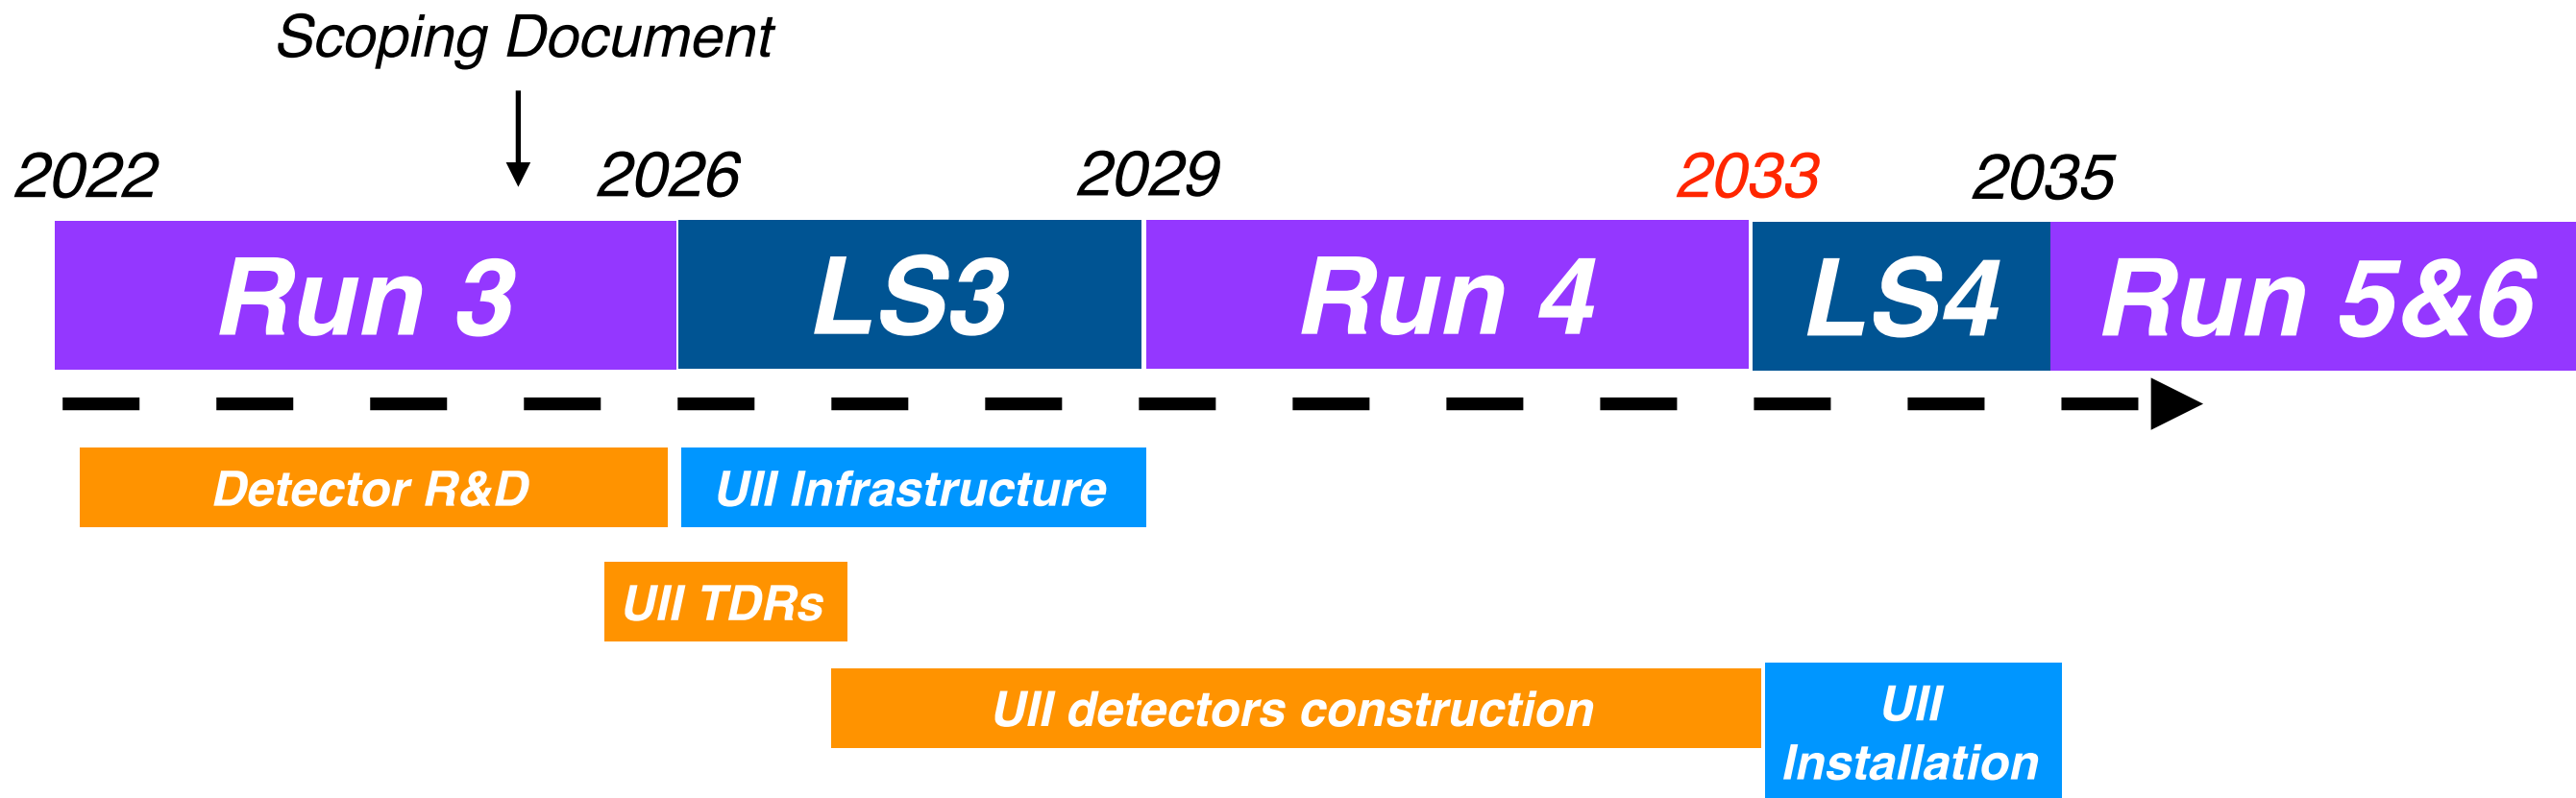 Scoping Document
2022
2026
2029
2033
2035
Run 3
LS3
Run 4
LS4
Run 5&6
Detector R&D
UII Infrastructure
UII TDRs
UII detectors construction
UII
Installation